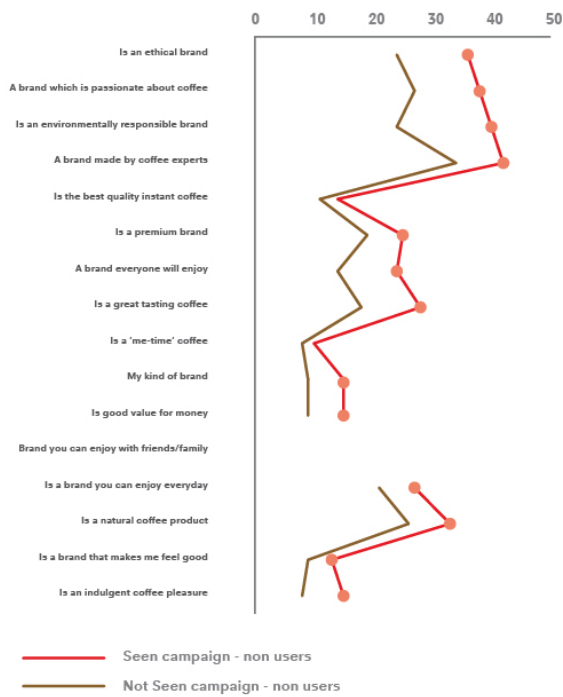 0 10 20 30 40 50
Is an ethical brand
A brand which is passionate about coffee
Is an environmentally responsible brand
A brand made by coffee experts
Is the best quality instant coffee
Is a premium brand
A brand everyone will enjoy
Is a great tasting coffee
Is a 'me-time' coffee
My kind of brand
Is good value for money
Brand you can enjoy with friends/family
Is a brand you can enjoy everyday
Is a natural coffee product
Is a brand that makes me feel good
Is an indulgent coffee pleasure
Seen campaign - non users
Not Seen campaign - non users